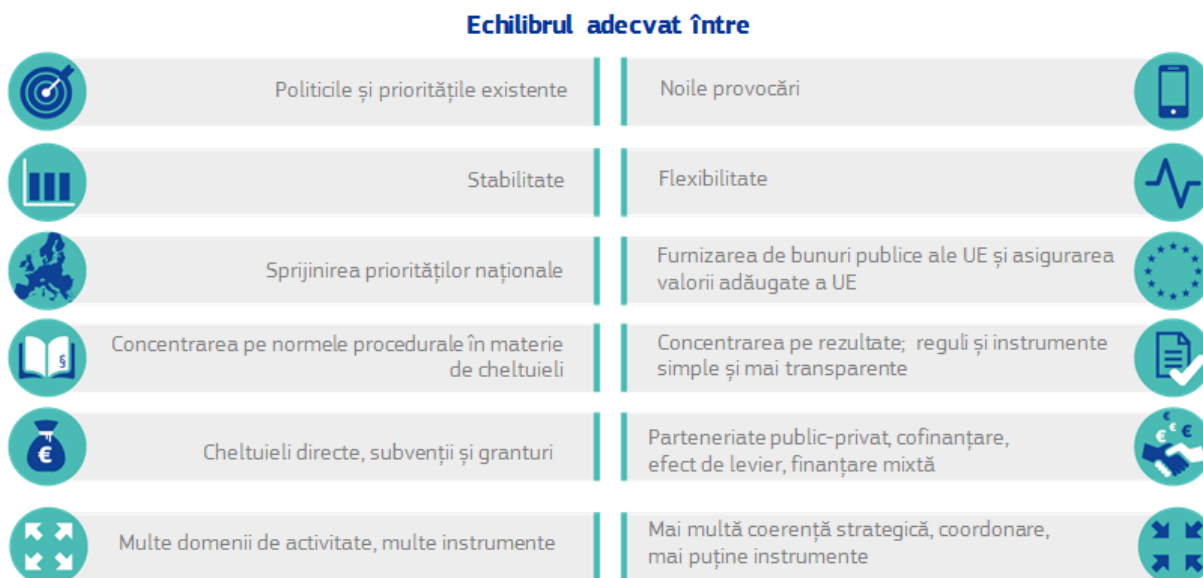 Echilibrul adecvat între
Politicile și prioritățile existente
Noile provocări
Stabilitate
Flexibilitate
Sprijinirea priorităților naționale
Furnizarea de bunuri publice ale UE și asigurarea
valorii adăugate a UE
Concentrarea pe normele procedurale în materie
de cheltuieli
§
Concentrarea pe rezultate; reguli și instrumente
simple și mai transparente
€
Cheltuieli directe, subvenții și granturi
Parteneriate public-privat, cofinanțare,
efect de levier, finanțare mixtă
€
€ € €
Multe domenii de activitate, multe instrumente
Mai multă coerență strategică, coordonare,
mai puține instrumente